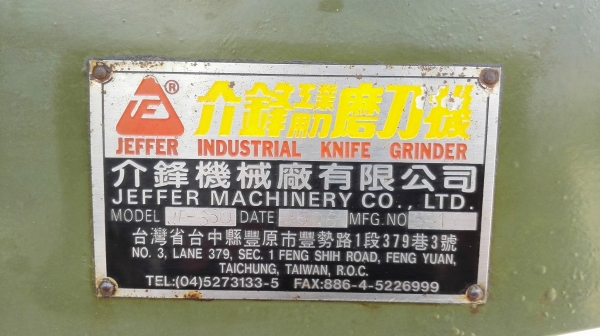 JF ®
介鋒工業用磨刀機
JEFFER INDUSTRIAL KNIFE GRINDER
介鋒機械廠有限公司
JEFFER MACHINERY CO., LTD.
MODEL DATE MFG.NO
台灣省台中縣豐原市豐勢路1段379巷3號
NO. 3, LANE 379, SEC. 1 FENG SHIH ROAD, FENG YUAN,
TAICHUNG, TAIWAN, R.O.C.
TEL:(04)5273133-5 FAX:886-4-5226999